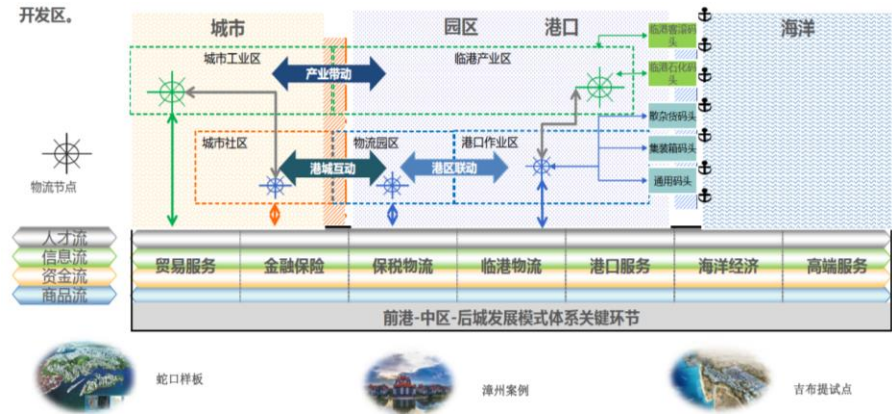 开发区。
城市
园区
港口
海洋
城市工业区
临港产业区
产业带动
临港客滚码
头
临港石化码
头
散杂货码头
集装箱码头
通用码头
城市社区
物流园区
港口作业区
港城互动
港区联动
物流节点
人才流
信息流
资金流
商品流
贸易服务
金融保险
保税物流
临港物流
港口服务
海洋经济
高端服务
前港-中区-后城发展模式体系关键环节
蛇口样板
漳州案例
吉布提试点